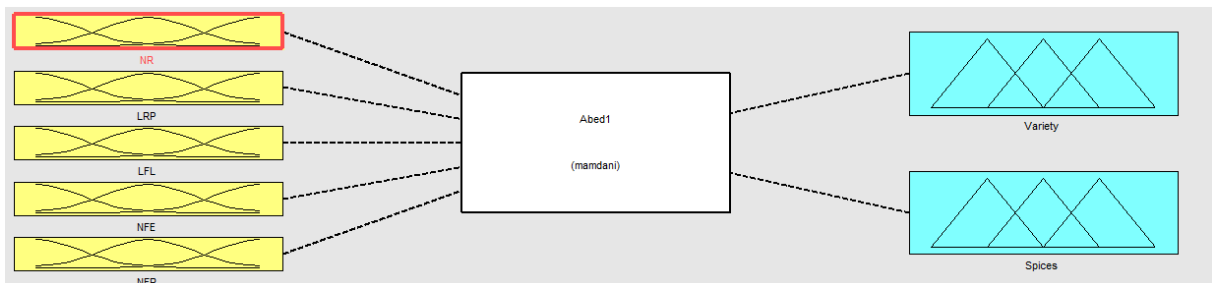 NR
LRP
LFL
NFE
Abed1
(mamdani)
Variety
Spices